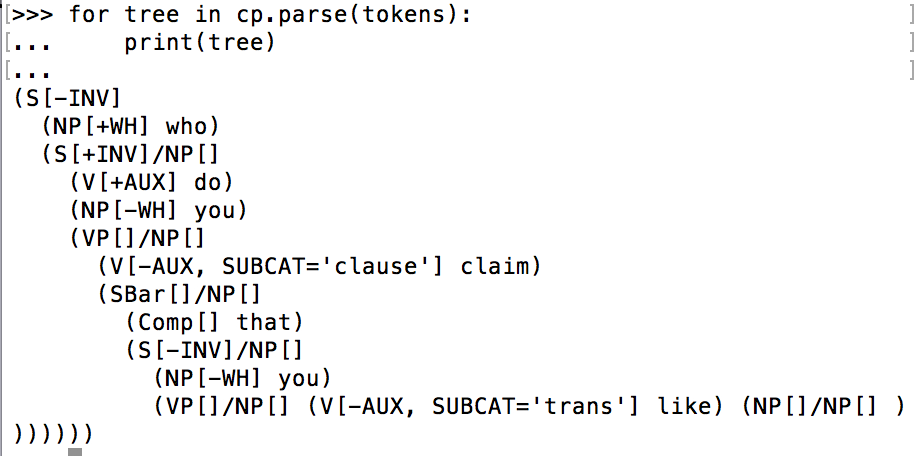 [>>> for tree in cp.parse(tokens): ]
[...     print(tree) ]
[... ]
(S[-INV]
  (NP[+WH] who)
  (S[+INV]/NP[]
    (V[+AUX] do)
    (NP[-WH] you)
    (VP[]/NP[]
      (V[-AUX, SUBCAT='clause'] claim)
      (SBar[]/NP[]
        (Comp[] that)
        (S[-INV]/NP[]
          (NP[-WH] you)
          (VP[]/NP[] (V[-AUX, SUBCAT='trans'] like) (NP[]/NP[] )
))))))